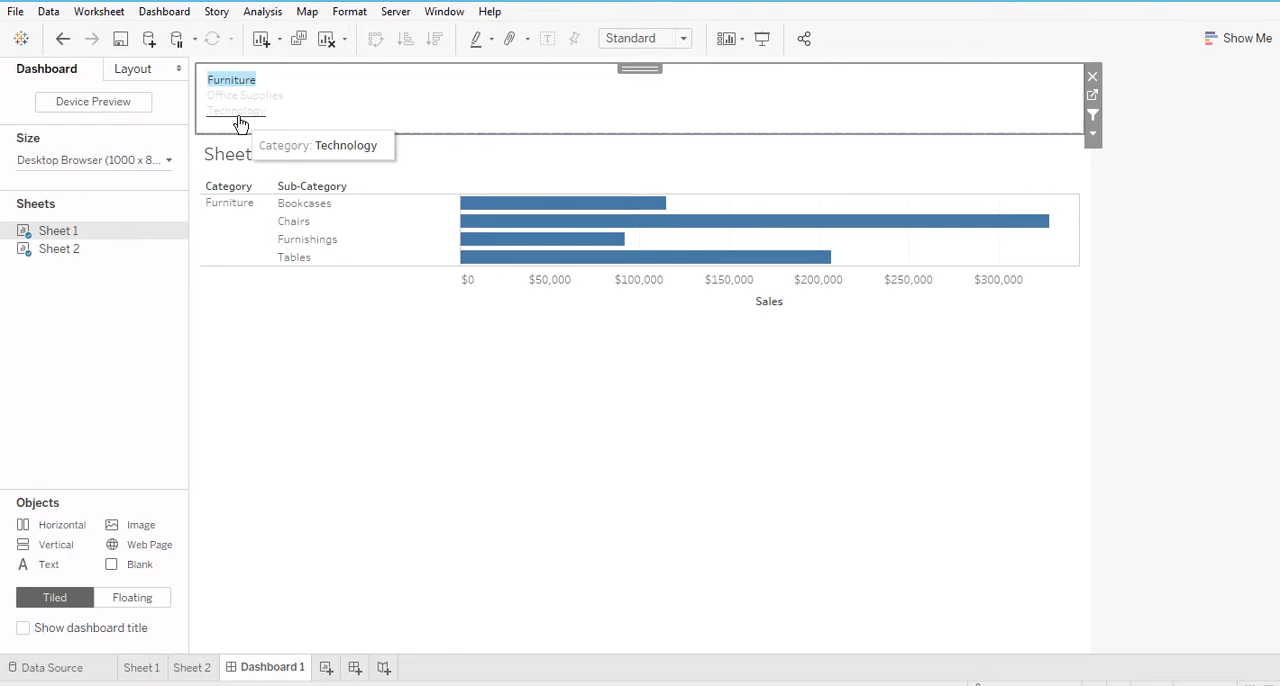 File Data Worksheet Dashboard Story Analysis Map Format Server Window Help
Standard
Show Me
Dashboard Layout
Device Preview
Size
Desktop Browser (1000 x 8...
Sheets
Sheet 1
Sheet 2
Objects
Horizontal Image
Vertical Web Page
A Text Blank
Tiled Floating
Show dashboard title
Furniture
Office Supplies
Technology
Category: Technology
Sheet
Category Sub-Category
Furniture Bookcases
Chairs
Furnishings
Tables
$0 $50,000 $100,000 $150,000 $200,000 $250,000 $300,000
Sales
Data Source Sheet 1 Sheet 2 Dashboard 1